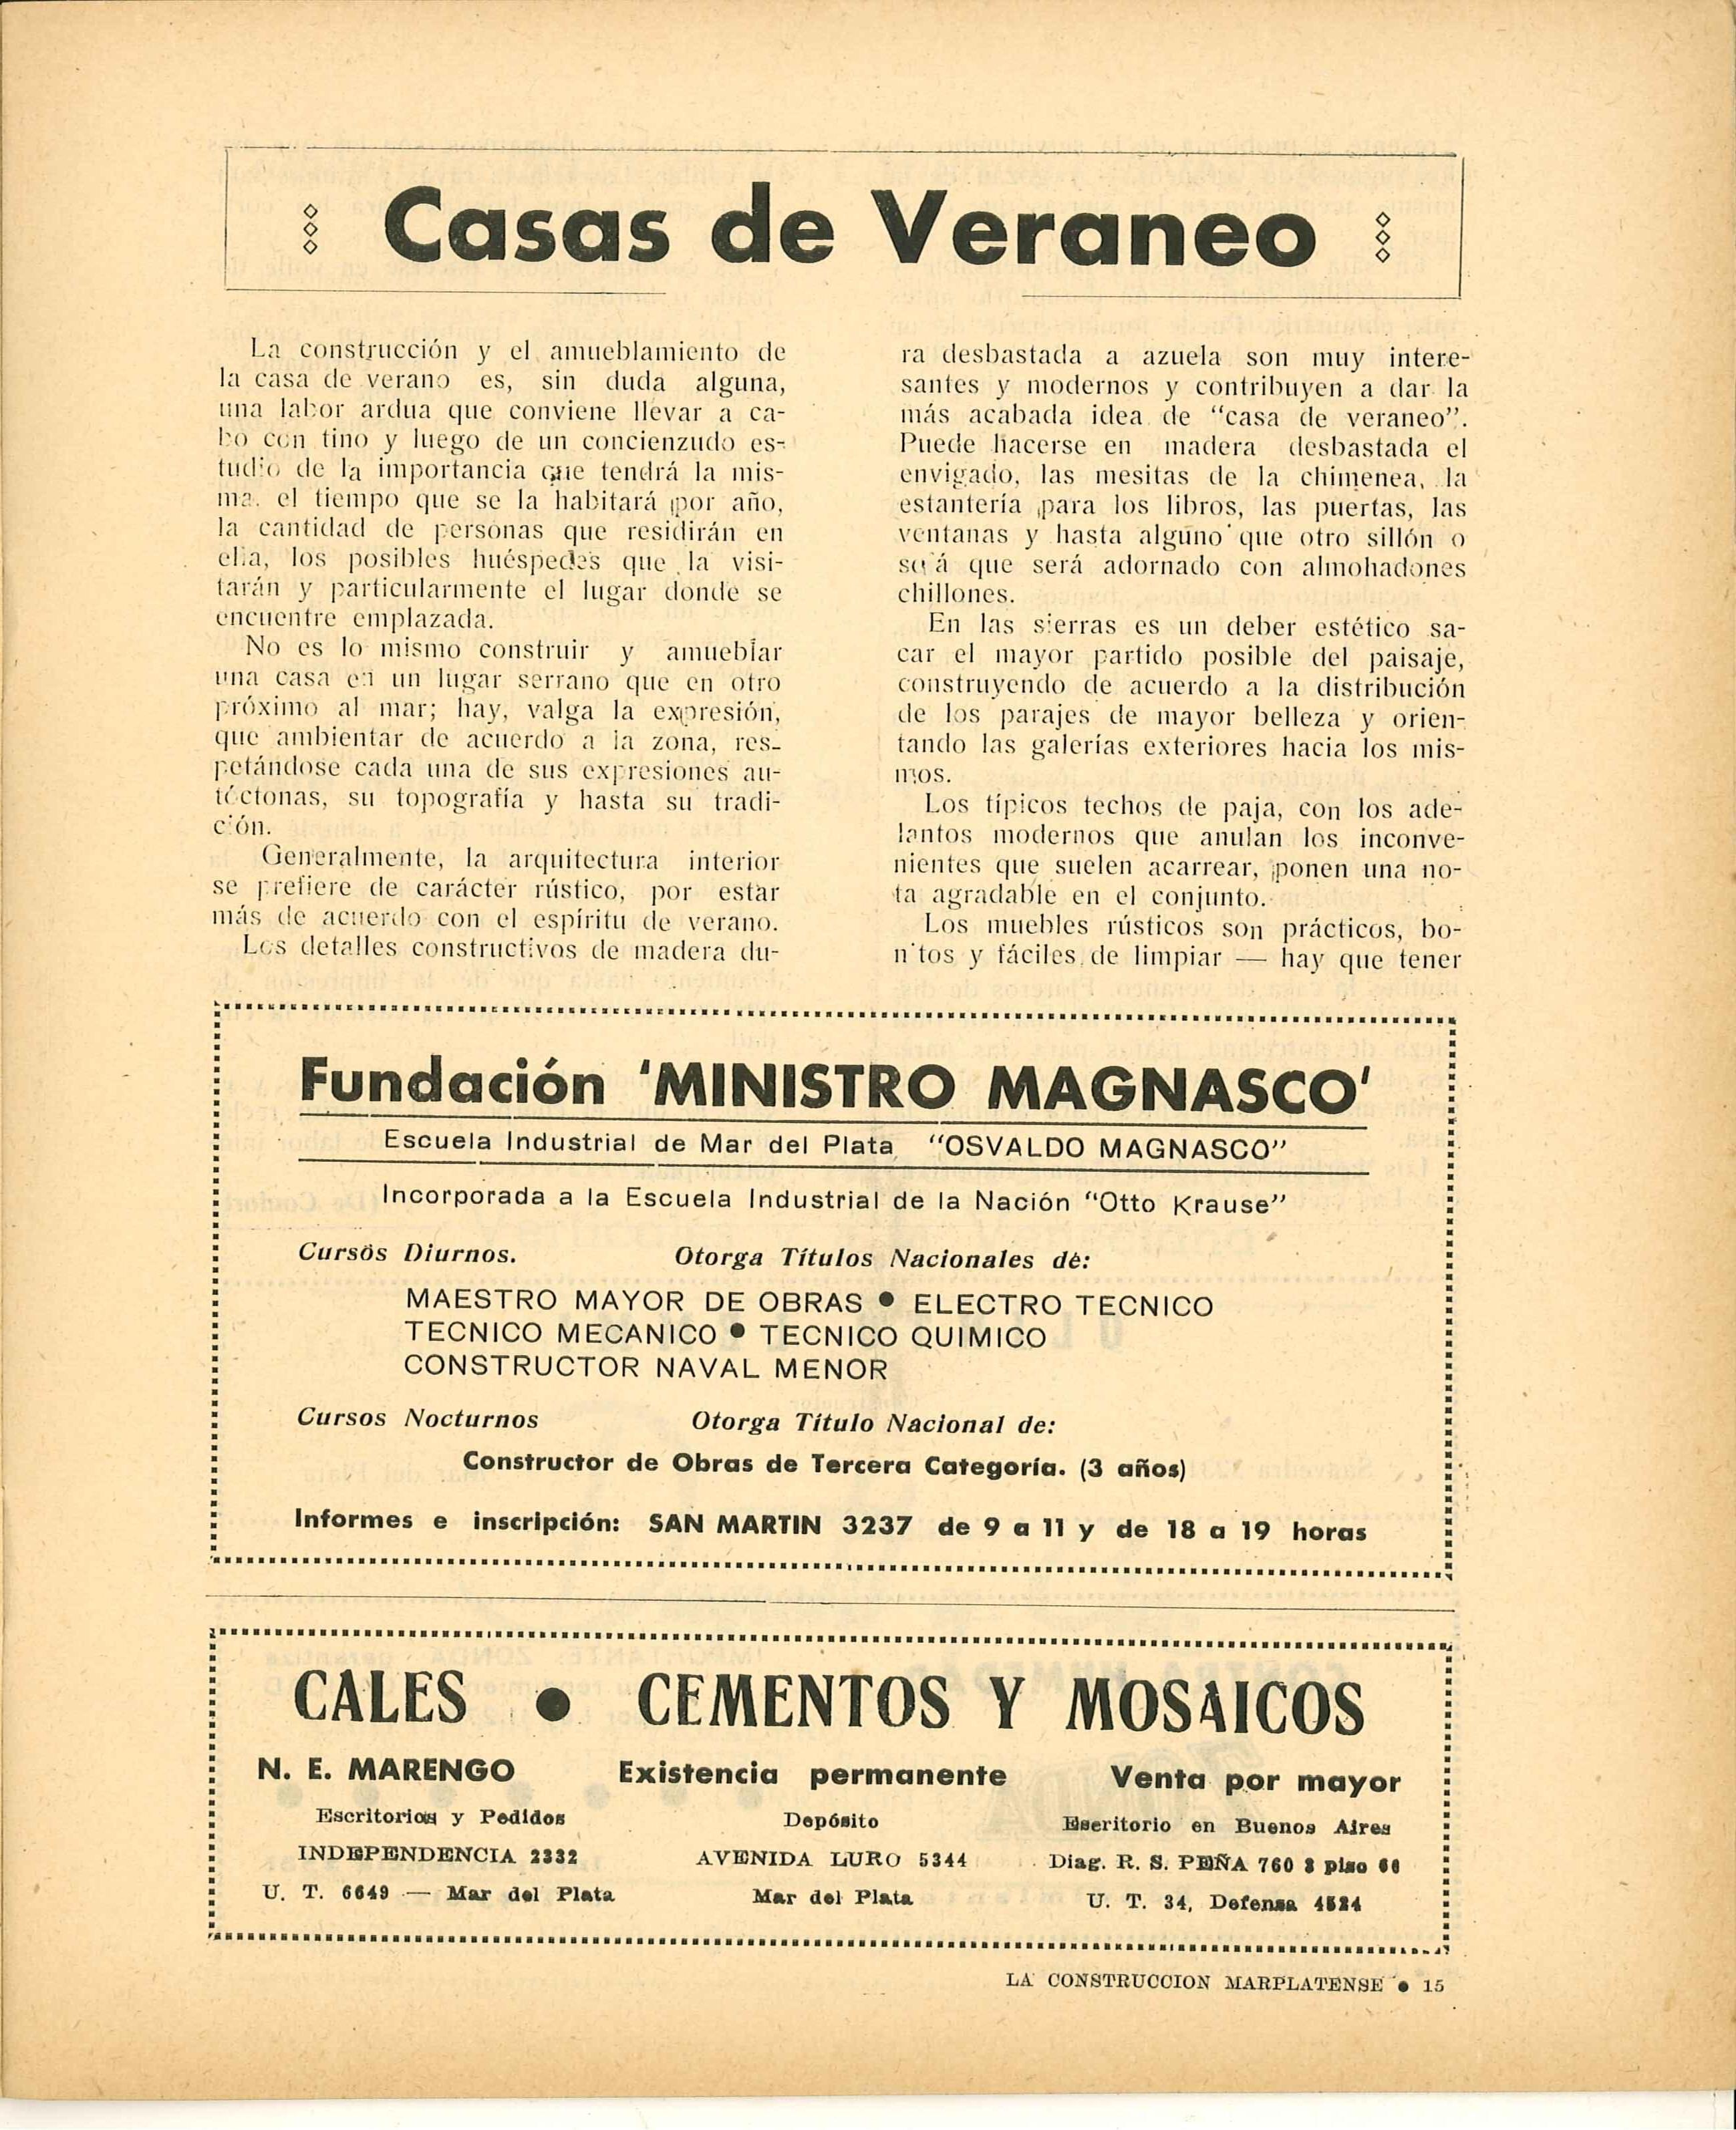 Casas de Veraneo
La construcción y el amueblamiento de
la casa de verano es, sin duda alguna,
una labor ardua que conviene llevar a ca-
bo con tino y luego de un concienzudo es-
tudio de la importancia que tendrá la mis-
ma, el tiempo que se la habitará por año,
la cantidad de personas que residirán en
ella, los posibles huéspedes que la visi-
tarán y particularmente el lugar donde se
encuentre emplazada.
No es lo mismo construir y amueblar
una casa en un lugar serrano que en otro
próximo al mar; hay, valga la expresión,
que ambientar de acuerdo a la zona, res-
petándose cada una de sus expresiones au-
tóctonas, su topografía y hasta su tradi-
ción.
Generalmente, la arquitectura interior
se prefiere de carácter rústico, por estar
más de acuerdo con el espíritu de verano.
Los detalles constructivos de madera du-
ra desbastada a azuela son muy intere-
santes y modernos y contribuyen a dar la
más acabada idea de "casa de veraneo".
Puede hacerse en madera desbastada el
envigado, las mesitas de la chimenea, la
estantería para los libros, las puertas, las
ventanas y hasta alguno que otro sillón o
sofá que será adornado con almohadones
chillones.
En las sierras es un deber estético sa-
car el mayor partido posible del paisaje,
construyendo de acuerdo a la distribución
de los parajes de mayor belleza y orien-
tando las galerías exteriores hacia los mis-
mos.
Los típicos techos de paja, con los ade-
lantos modernos que anulan los inconve-
nientes que suelen acarrear, ponen una no-
ta agradable en el conjunto.
Los muebles rústicos son prácticos, bo-
nitos y fáciles de limpiar — hay que tener
Fundación 'MINISTRO MAGNASCO'
Escuela Industrial de Mar del Plata "OSVALDO MAGNASCO"
Incorporada a la Escuela Industrial de la Nación "Otto Krause"
Cursos Diurnos. Otorga Títulos Nacionales de:
MAESTRO MAYOR DE OBRAS ● ELECTRO TECNICO
TECNICO MECANICO ● TECNICO QUIMICO
CONSTRUCTOR NAVAL MENOR
Cursos Nocturnos Otorga Título Nacional de:
Constructor de Obras de Tercera Categoría. (3 años)
Informes e inscripción: SAN MARTIN 3237 de 9 a 11 y de 18 a 19 horas
CALES ● CEMENTOS Y MOSAICOS
N. E. MARENGO Existencia permanente Venta por mayor
Escritorios y Pedidos Depósito Escritorio en Buenos Aires
INDEPENDENCIA 2332 AVENIDA LURO 5344 Diag. R. S. PEÑA 760 8 piso
U. T. 6649 — Mar del Plata Mar del Plata U. T. 34, Defensa 4524
LA CONSTRUCCION MARPLATENSE ● 15